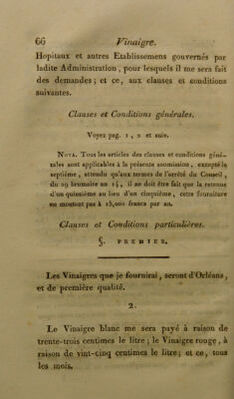 66 Vinaigre.
Hopitaux et autres Etablissemens gouvernés par
ladite Administration, pour lesquels il me sera fait
des demandes; et ce, aux clauses et conditions
suivantes.
Clauses et Conditions générales.
Voyez pag. 1, 2 et suiv.
NOTA. Tous les articles des clauses et conditions géné-
rales sont applicables à la présente soumission, excepté le
septième, attendu qu'aux termes de l'arrêté du Conseil,
du 29 brumaire an 14, il ne doit être fait que la retenue
d'un quinzième au lieu d'un cinquième, cette fourniture
ne montant pas à 15,000 francs par an.
Clauses et Conditions particulières.
§. PREMIER.
Les Vinaigres que je fournirai, seront d'Orléans,
et de première qualité.
2.
Le Vinaigre blanc me sera payé à raison de
trente-trois centimes le litre; le Vinaigre rouge, à
raison de vint-cinq centimes le litre; et ce, tous
les mois.